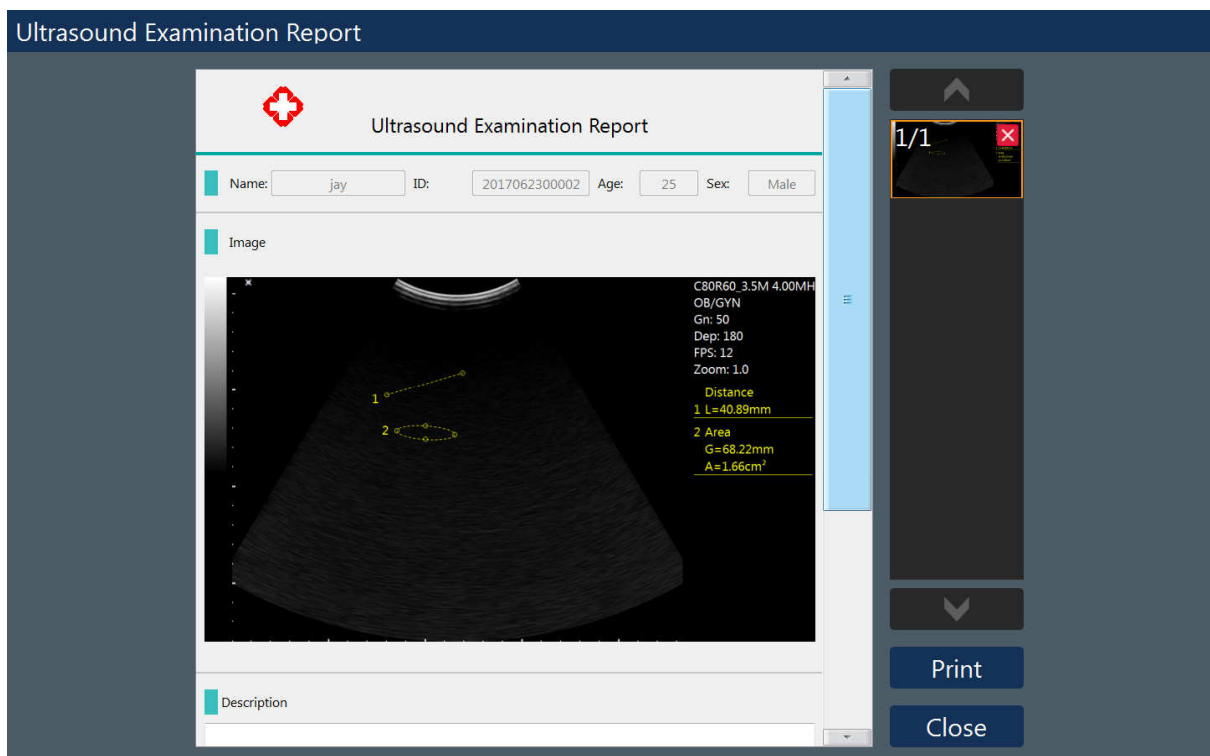 Ultrasound Examination Report
Ultrasound Examination Report
Name: jay ID: 2017062300002 Age: 25 Sex: Male
Image
C80R60_3.5M 4.00MH
OB/GYN
Gn: 50
Dep: 180
FPS: 12
Zoom: 1.0
Distance
1 L=40.89mm
2 Area
G=68.22mm
A=1.66cm²
1
2
Description
1/1
Print
Close